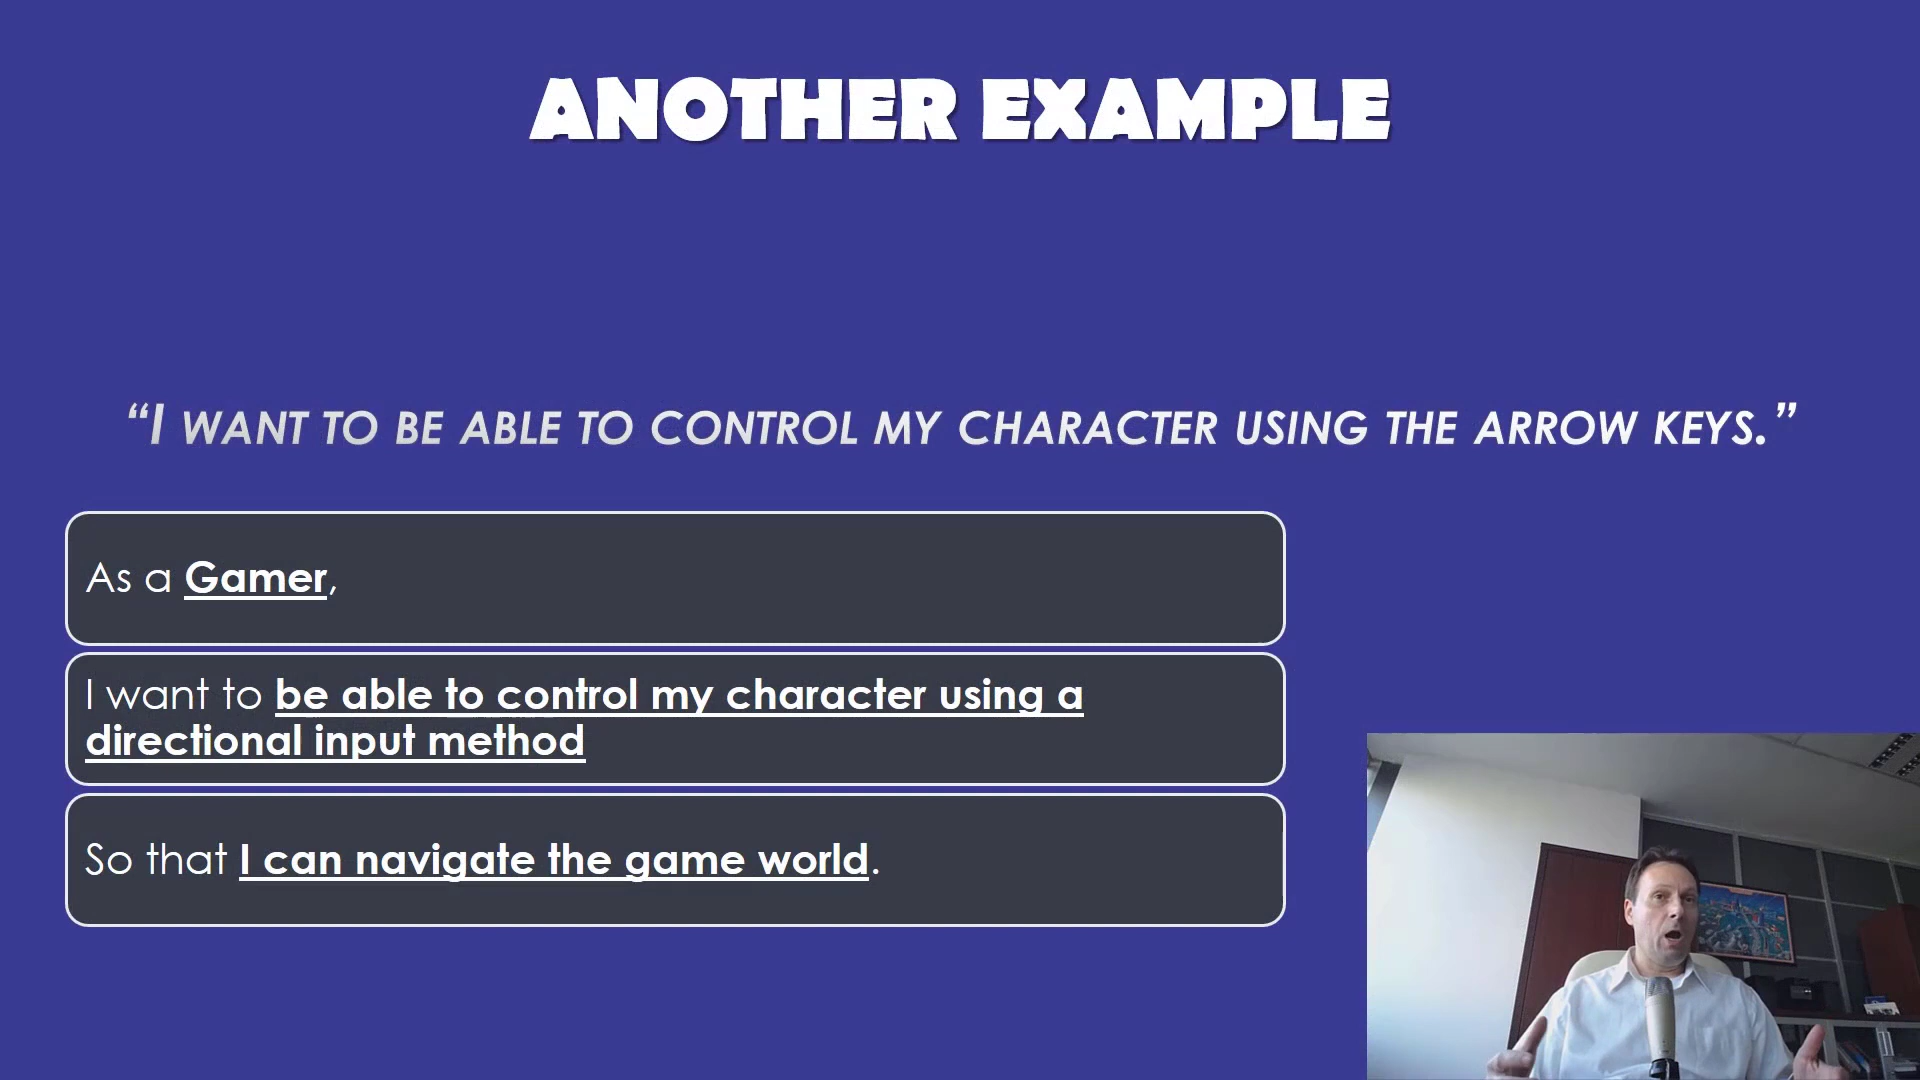 ANOTHER EXAMPLE
“I WANT TO BE ABLE TO CONTROL MY CHARACTER USING THE ARROW KEYS.”
As a Gamer,
I want to be able to control my character using a
directional input method
So that I can navigate the game world.